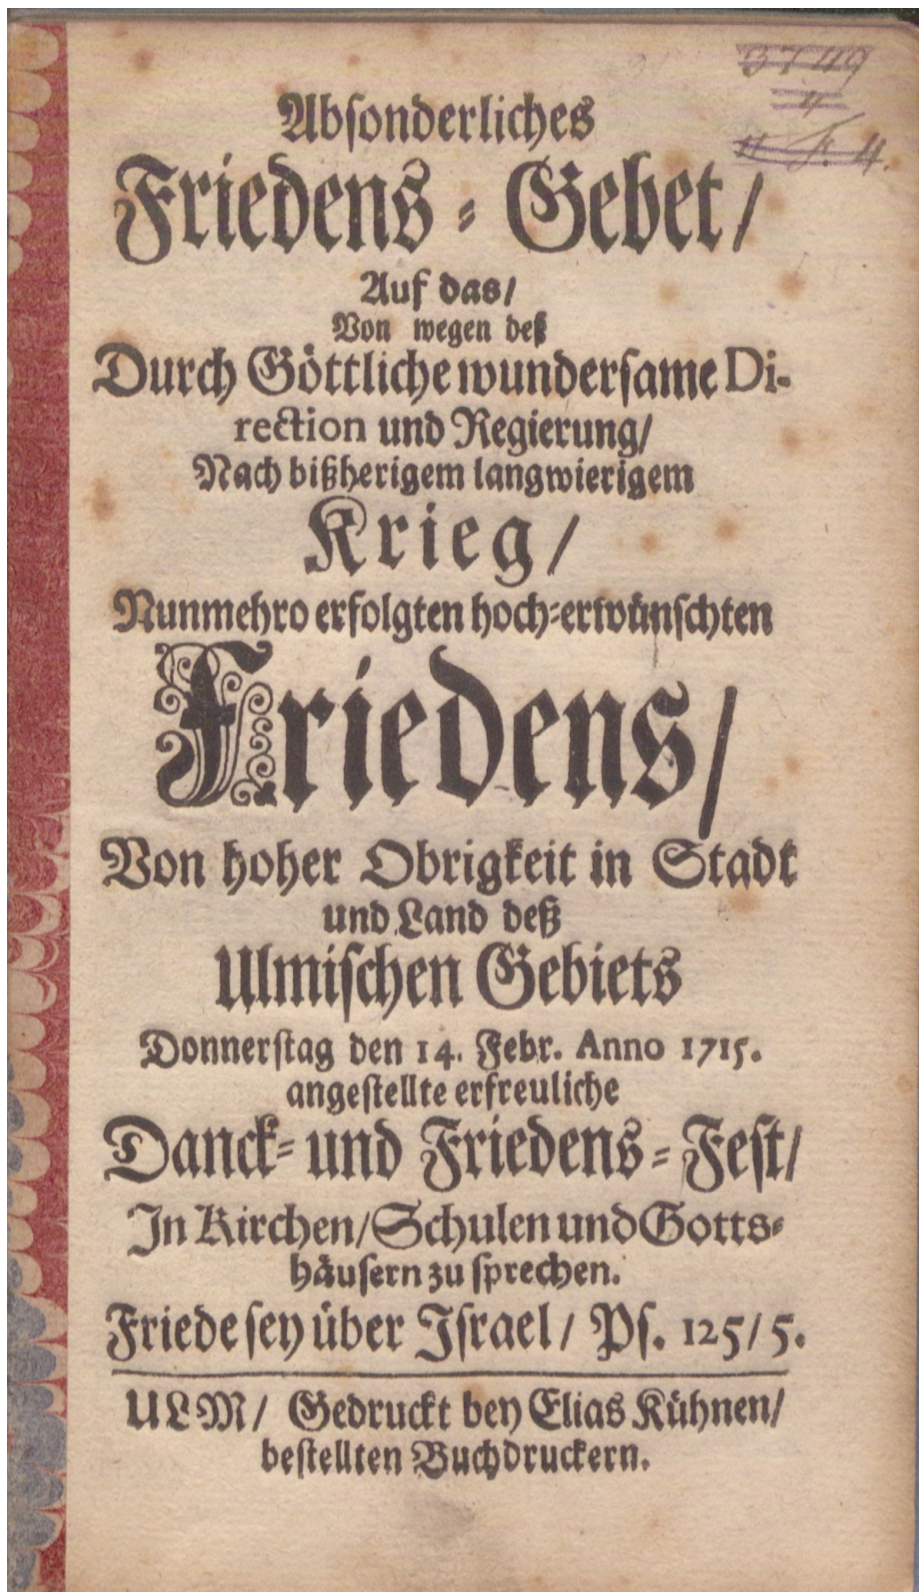 3749
4
Absonderliches
Friedens-Gebet/
Auf das/
Von wegen deß
Durch Göttliche wundersame Di-
rection und Regierung/
Nach bißherigem langwierigem
Krieg/
Nunmehro erfolgten hoch-erwünschten
Friedens/
Von hoher Obrigkeit in Stadt
und Land deß
Ulmischen Gebiets
Donnerstag den 14. Febr. Anno 1715.
angestellte erfreuliche
Danck- und Friedens-Fest/
In Kirchen/Schulen und Gotts-
häusern zu sprechen.
Friede sey über Israel/ Ps. 125/5.
ULM/ Gedruckt bey Elias Kühnen/
bestellten Buchdruckern.